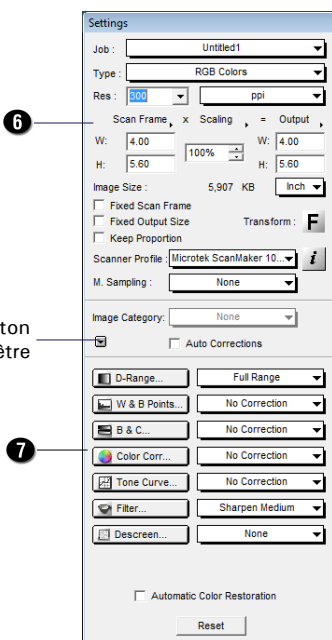 Settings
Job : Untitled1
Type : RGB Colors
Res : 300 ppi
6
Scan Frame x Scaling = Output
W: 4.00 100% W: 4.00
H: 5.60 H: 5.60
Image Size : 5,907 KB Inch
Fixed Scan Frame
Fixed Output Size Transform : F
Keep Proportion
Scanner Profile : Microtek ScanMaker 10... i
M. Sampling : None
Image Category: None
ton
être
Auto Corrections
D-Range... Full Range
W & B Points... No Correction
B & C... No Correction
7
Color Corr... No Correction
Tone Curve... No Correction
Filter... Sharpen Medium
Descreen... None
Automatic Color Restoration
Reset